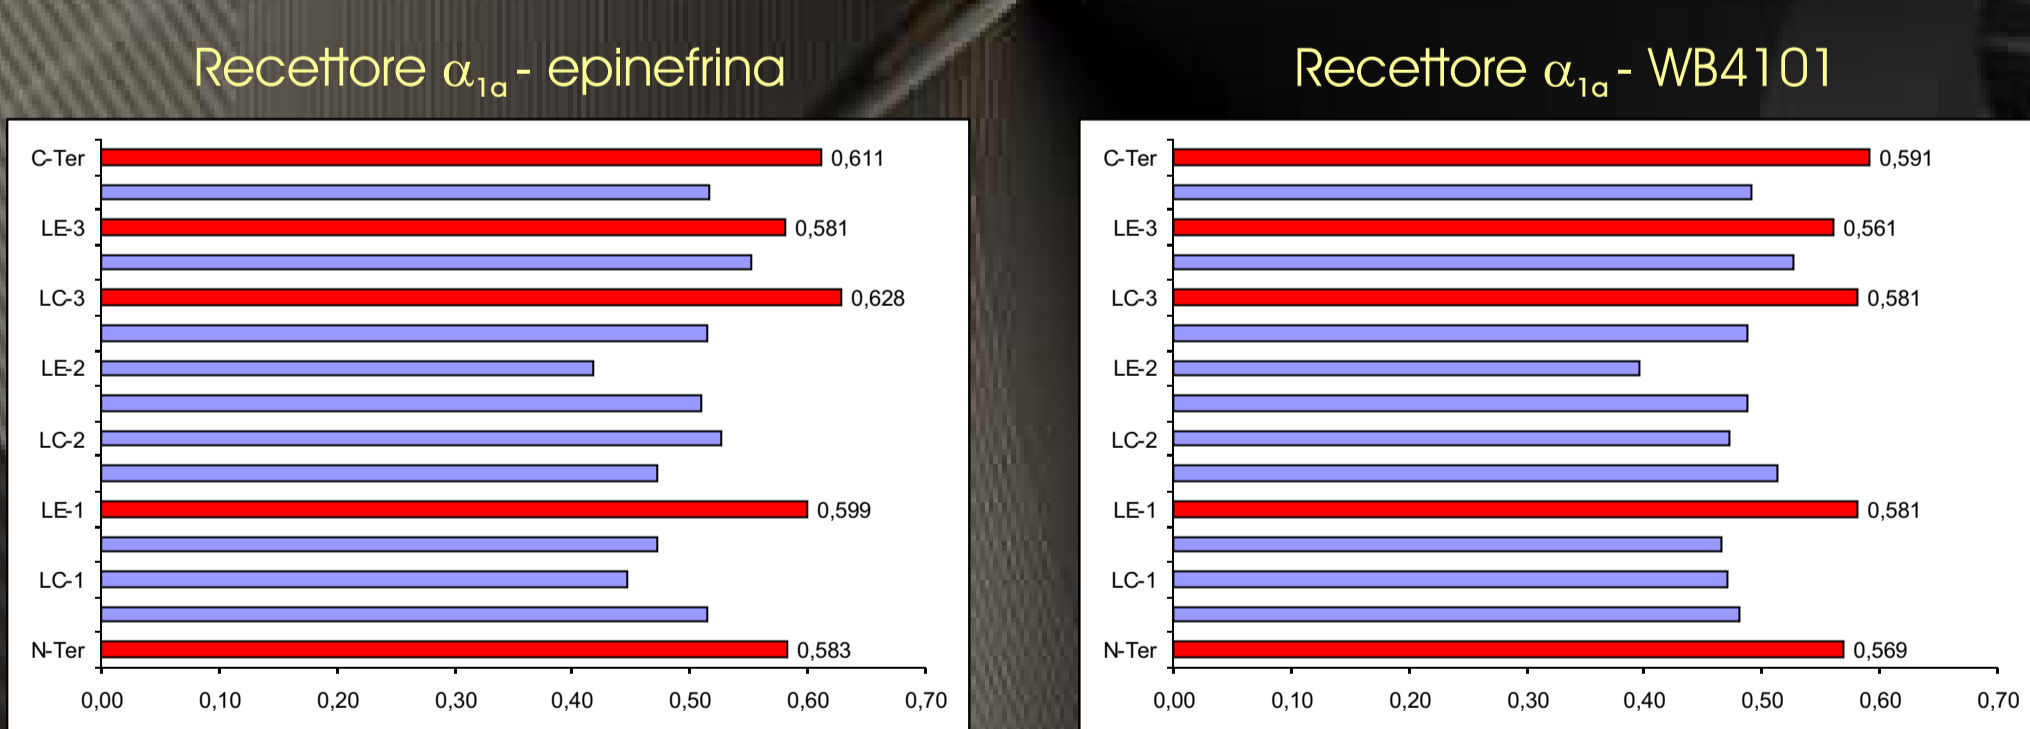 Recettore α1a - epinefrina
C-Ter 0,611
LE-3 0,581
LC-3 0,628
LE-2
LC-2
LE-1 0,599
LC-1
N-Ter 0,583
0,00 0,10 0,20 0,30 0,40 0,50 0,60 0,70
Recettore α1a - WB4101
C-Ter 0,591
LE-3 0,561
LC-3 0,581
LE-2
LC-2
LE-1 0,581
LC-1
N-Ter 0,569
0,00 0,10 0,20 0,30 0,40 0,50 0,60 0,70